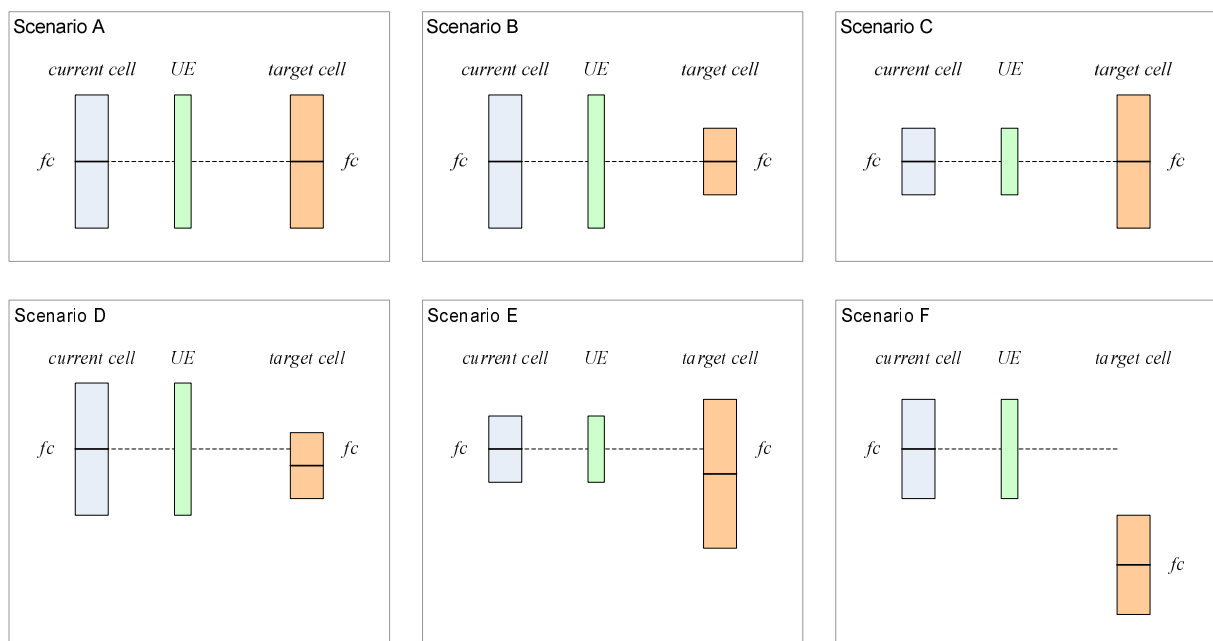 Scenario A
current cell UE target cell
fc fc
Scenario B
current cell UE target cell
fc fc
Scenario C
current cell UE target cell
fc fc
Scenario D
current cell UE target cell
fc fc
Scenario E
current cell UE target cell
fc fc
Scenario F
current cell UE target cell
fc
fc